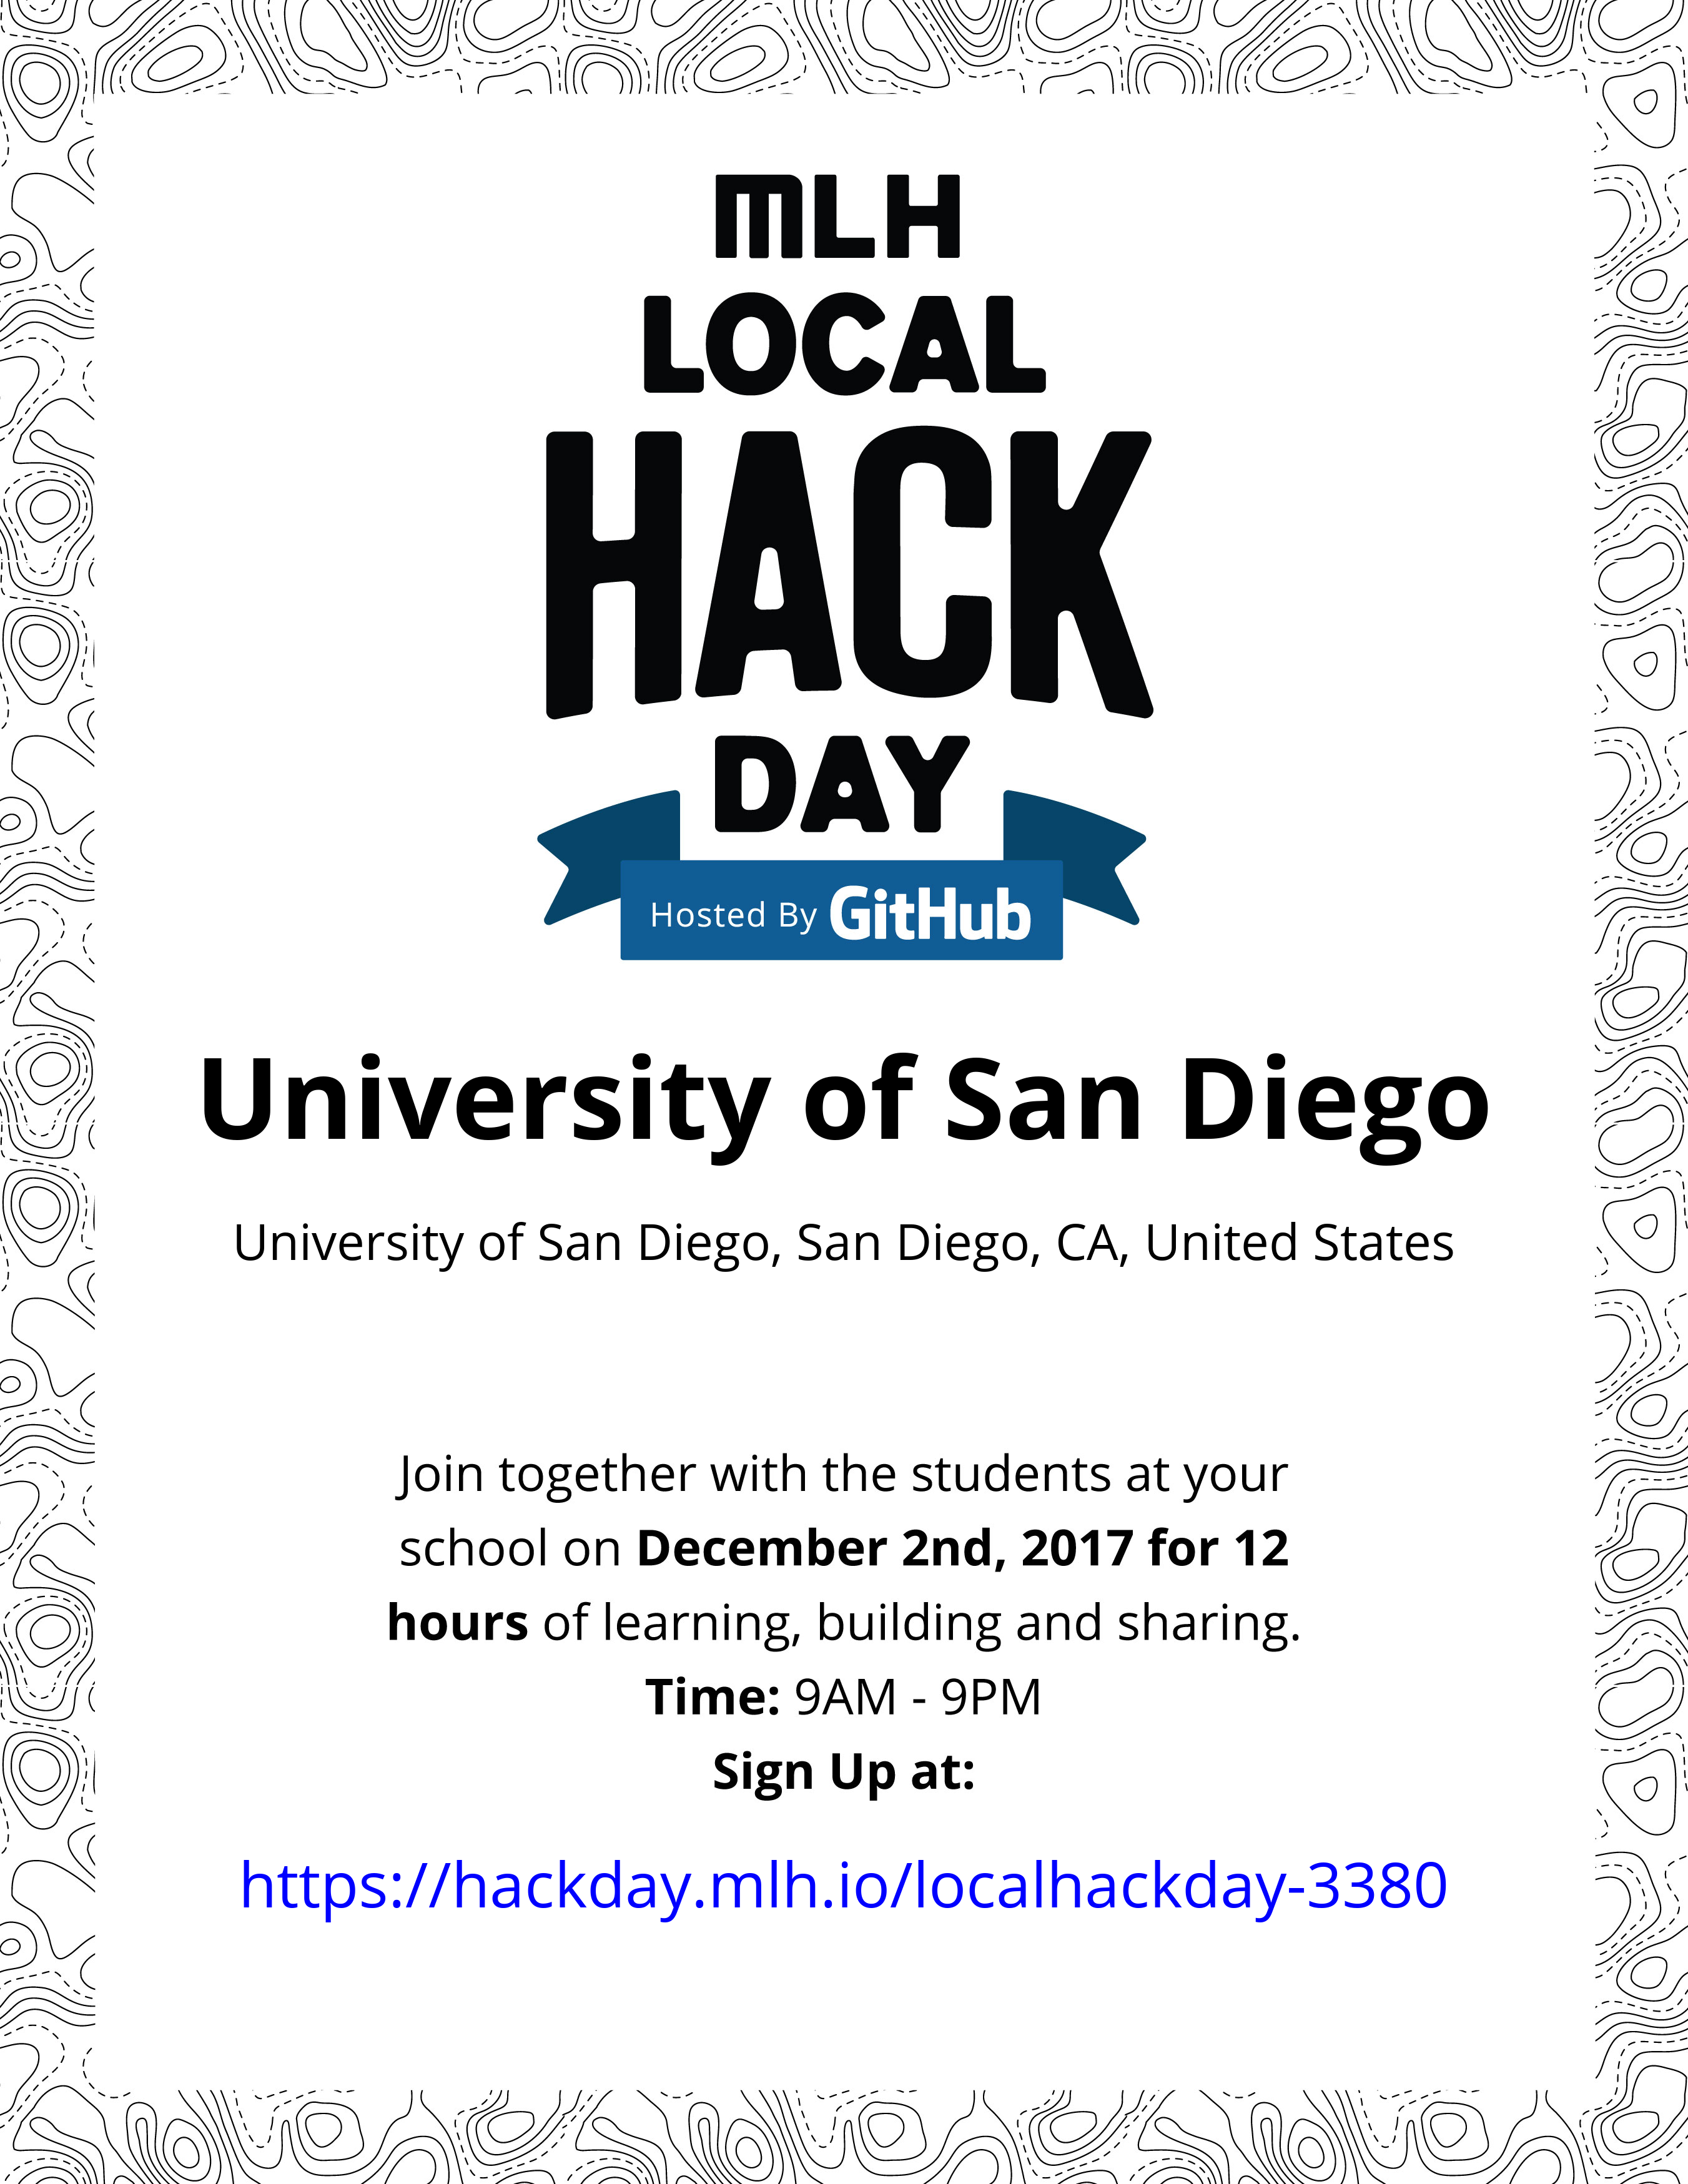 MLH
LOCAL
HACK
DAY
Hosted By GitHub
University of San Diego
University of San Diego, San Diego, CA, United States
Join together with the students at your
school on December 2nd, 2017 for 12
hours of learning, building and sharing.
Time: 9AM - 9PM
Sign Up at:
https://hackday.mlh.io/localhackday-3380